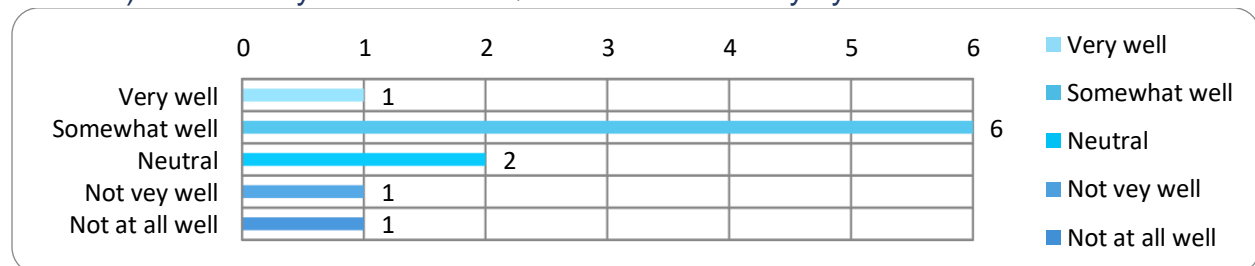 0 1 2 3 4 5 6
Very well 1
Somewhat well 6
Neutral 2
Not vey well 1
Not at all well 1
Very well
Somewhat well
Neutral
Not vey well
Not at all well